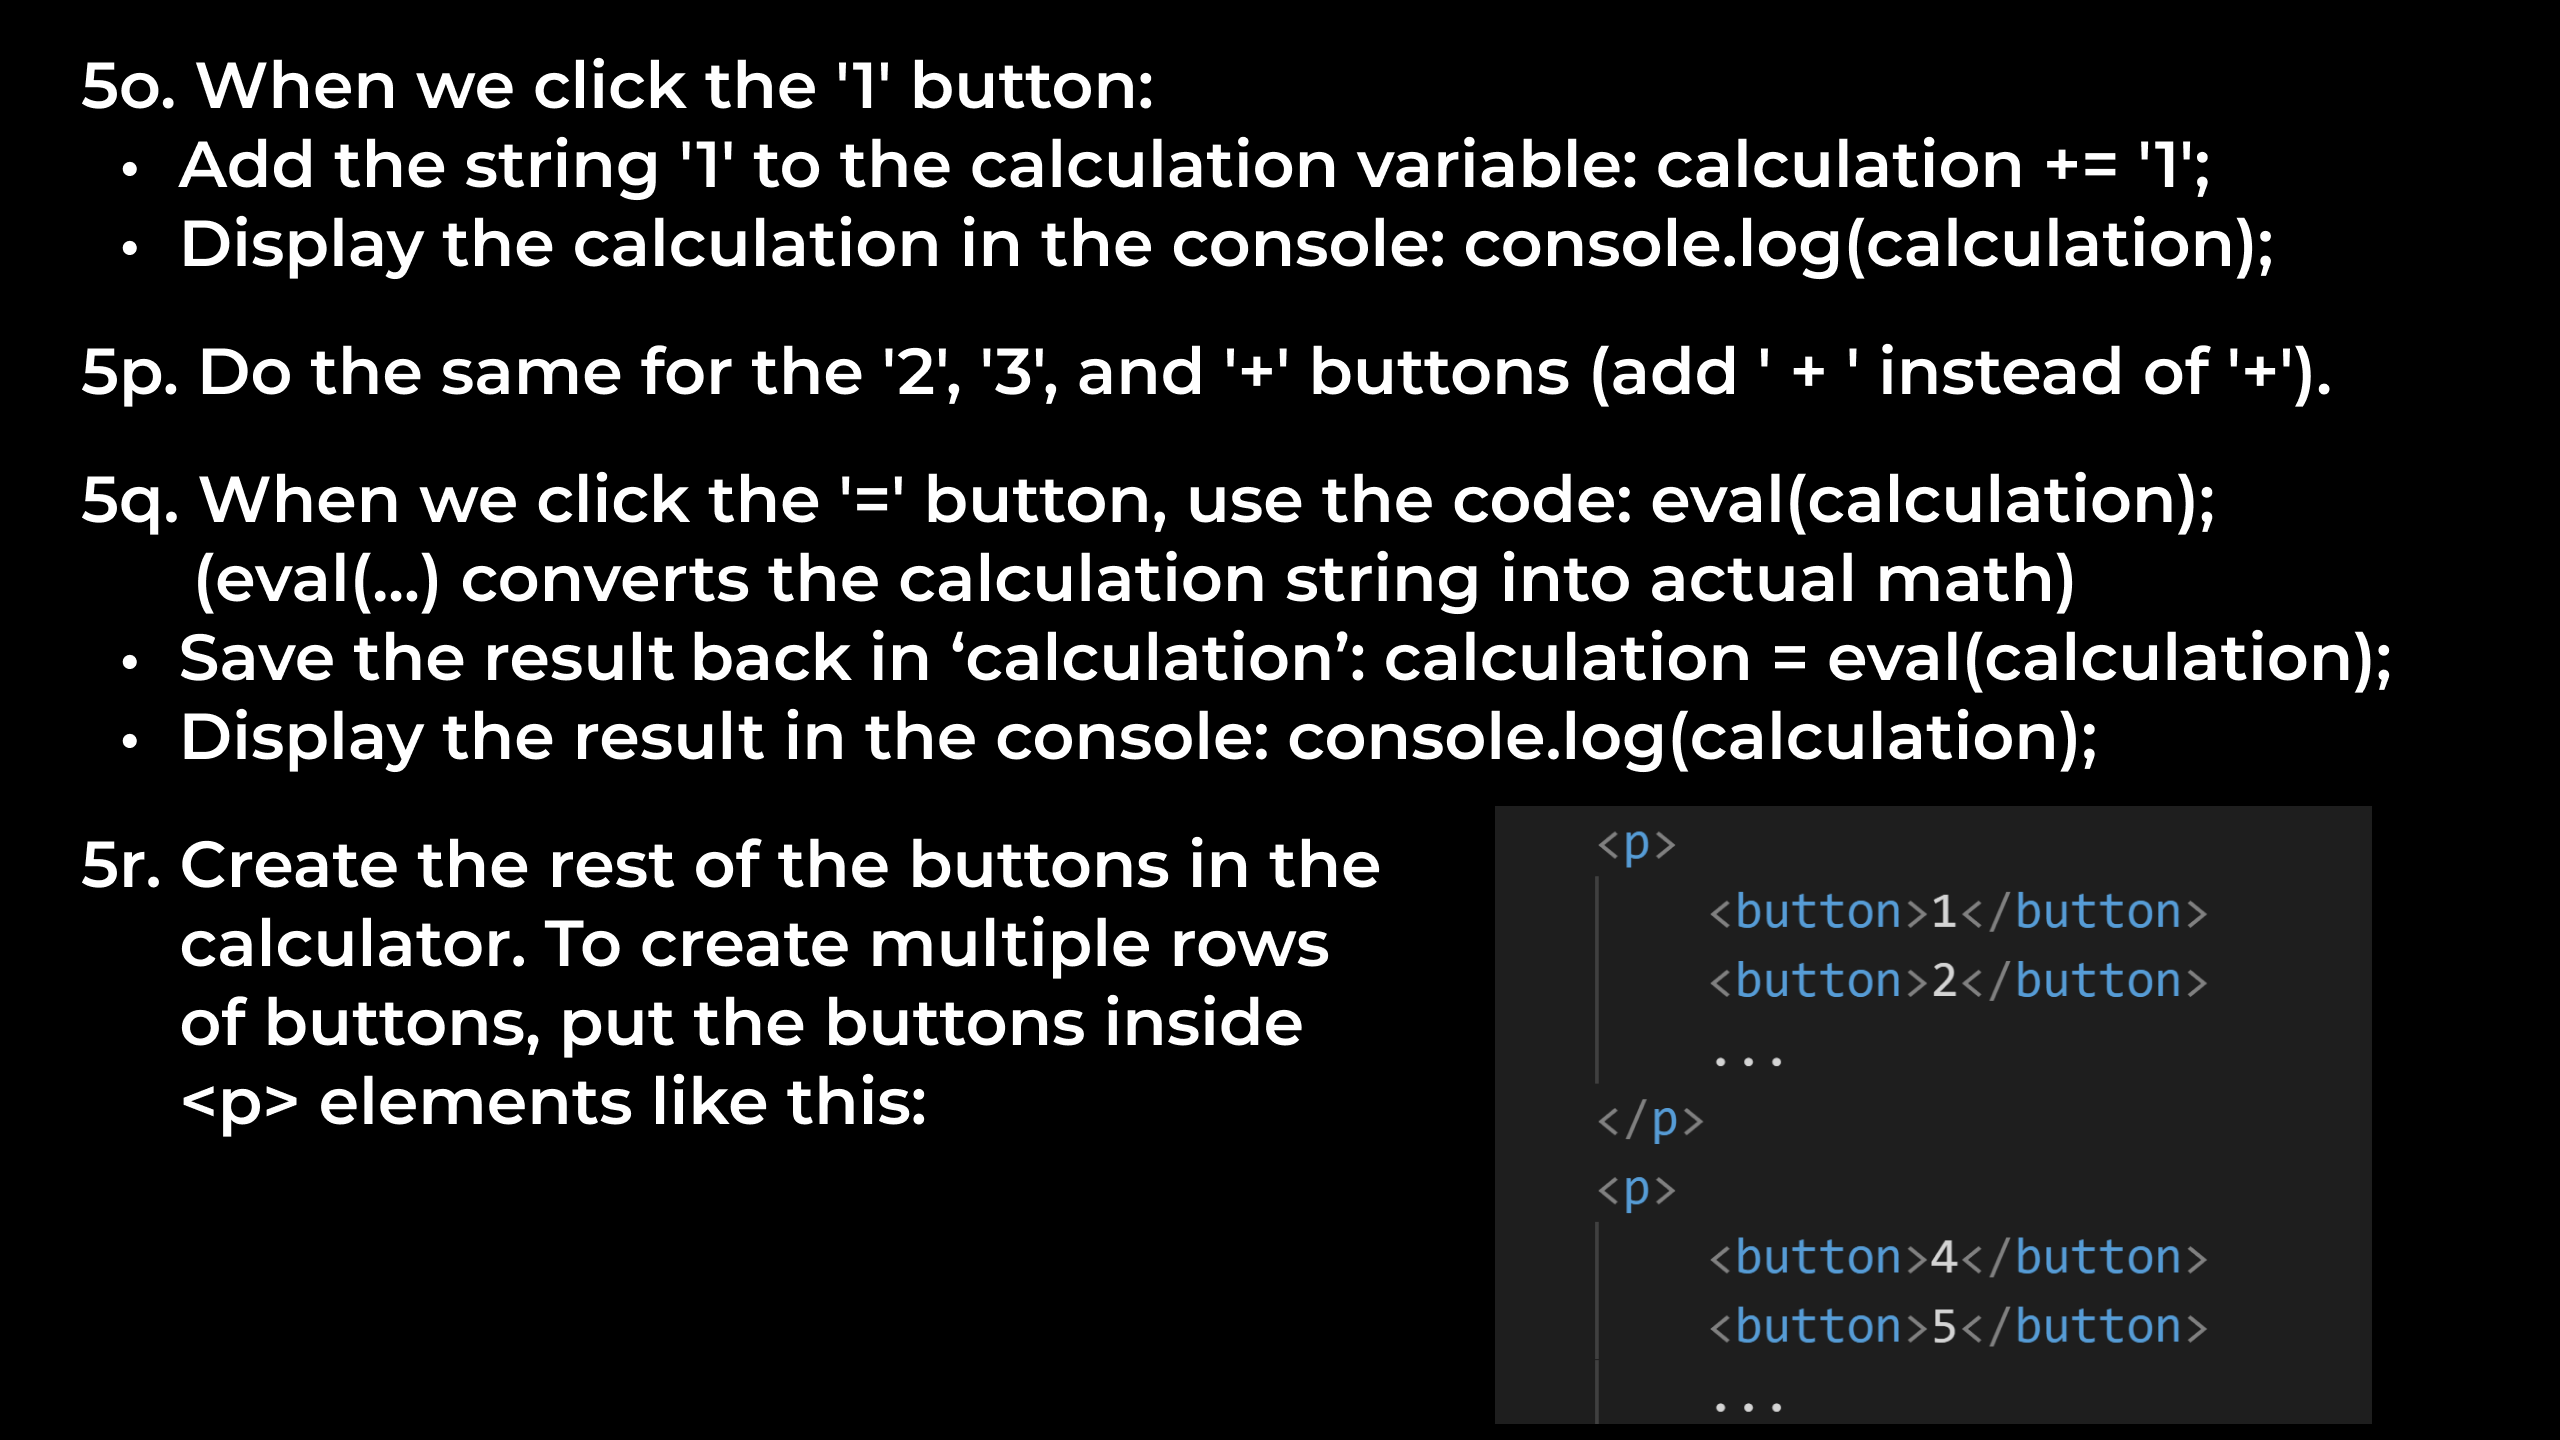 5o. When we click the '1' button:
• Add the string '1' to the calculation variable: calculation += '1';
• Display the calculation in the console: console.log(calculation);
5p. Do the same for the '2', '3', and '+' buttons (add ' + ' instead of '+').
5q. When we click the '=' button, use the code: eval(calculation);
(eval(...) converts the calculation string into actual math)
• Save the result back in ‘calculation’: calculation = eval(calculation);
• Display the result in the console: console.log(calculation);
5r. Create the rest of the buttons in the
calculator. To create multiple rows
of buttons, put the buttons inside
<p> elements like this:
<p>
<button>1</button>
<button>2</button>
...
</p>
<p>
<button>4</button>
<button>5</button>
...